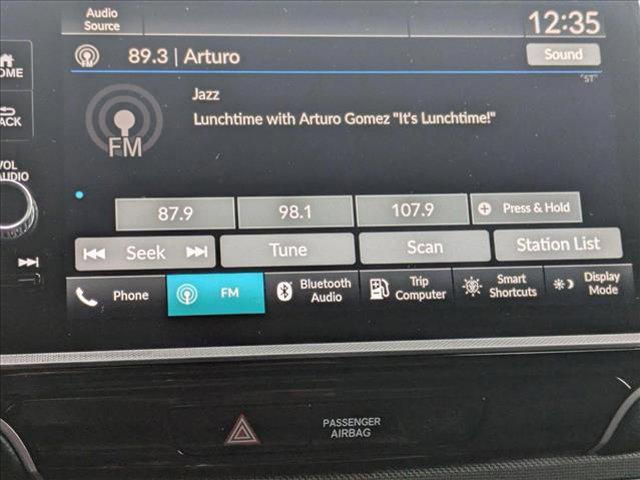 Audio
Source
12:35
89.3 | Arturo
Sound
"ST"
HOME
Jazz
Lunchtime with Arturo Gomez "It's Lunchtime!"
BACK
FM
VOL
AUDIO
87.9
98.1
107.9
Press & Hold
Seek
Tune
Scan
Station List
Phone
FM
Bluetooth
Audio
Trip
Computer
Smart
Shortcuts
Display
Mode
PASSENGER
AIRBAG